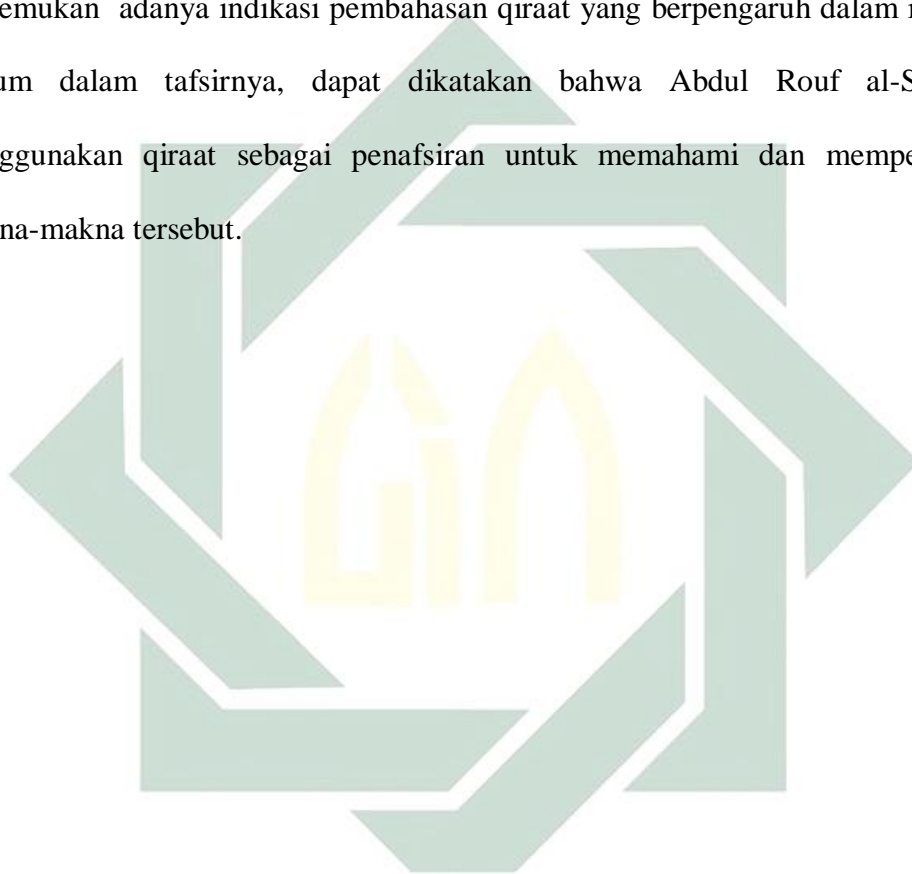 emukan adanya indikasi pembahasan qiraat yang berpengaruh dalam
um dalam tafsirnya, dapat dikatakan bahwa Abdul Rouf al-S
ggunakan qiraat sebagai penafsiran untuk memahami dan mempe
na-makna tersebut.